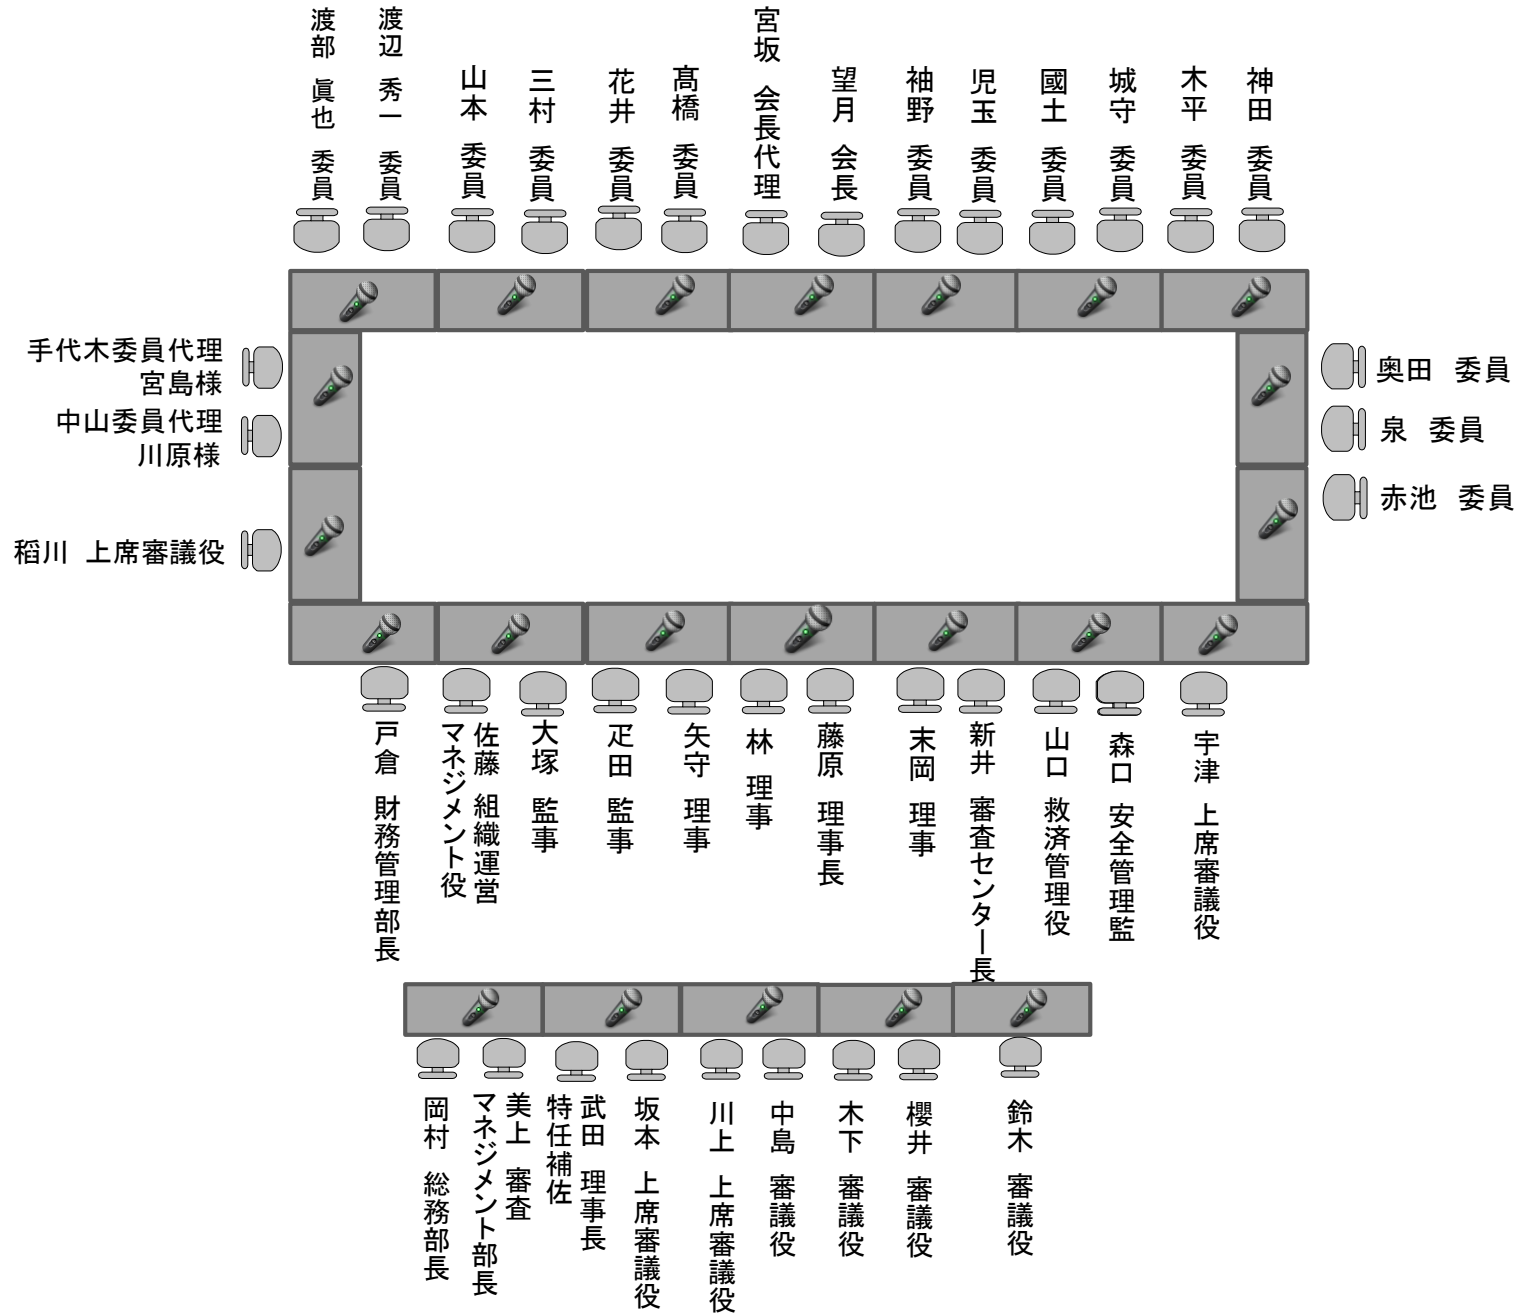 渡部 眞也 委員
渡辺 秀一 委員
山本 委員
三村 委員
花井 委員
髙橋 委員
宮坂 会長代理
望月 会長
袖野 委員
児玉 委員
國土 委員
城守 委員
木平 委員
神田 委員
手代木委員代理
宮島様
中山委員代理
川原様
稻川 上席審議役
奥田 委員
泉 委員
赤池 委員
戸倉 財務管理部長
佐藤 組織運営
マネジメント役
大塚 監事
疋田 監事
矢守 理事
林 理事
藤原 理事長
末岡 理事
新井 審査センター長
山口 救済管理役
森口 安全管理監
宇津 上席審議役
岡村 総務部長
美上 審査
マネジメント部長
武田 理事長
特任補佐
坂本 上席審議役
川上 上席審議役
中島 審議役
木下 審議役
櫻井 審議役
鈴木 審議役